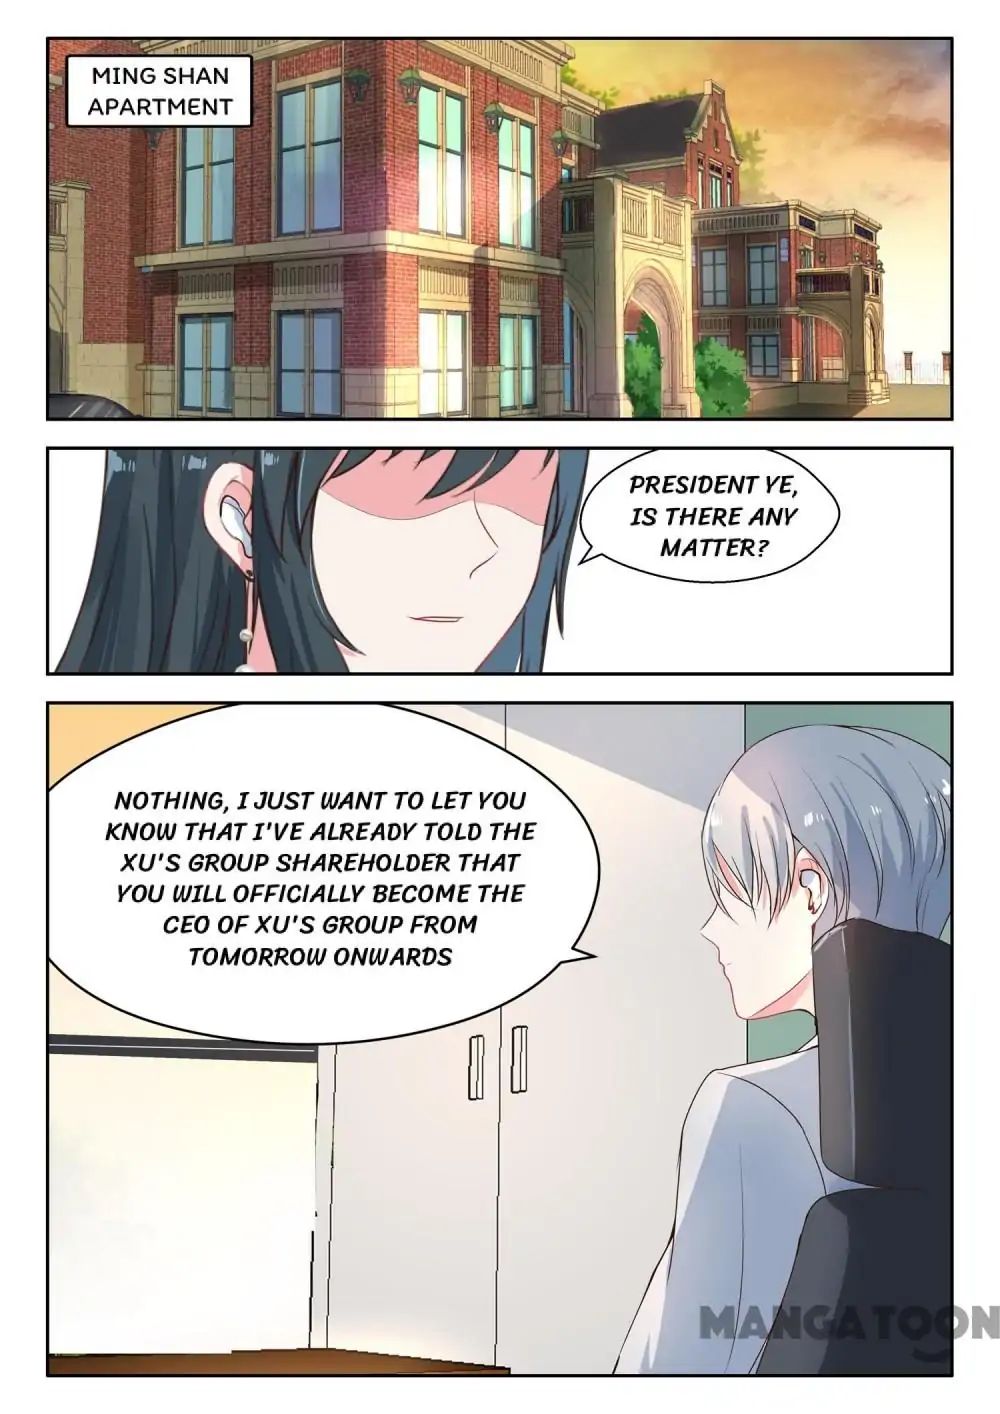 MING SHAN
APARTMENT
PRESIDENT YE,
IS THERE ANY
MATTER?
NOTHING, I JUST WANT TO LET YOU
KNOW THAT I'VE ALREADY TOLD THE
XU'S GROUP SHAREHOLDER THAT
YOU WILL OFFICIALLY BECOME THE
CEO OF XU'S GROUP FROM
TOMORROW ONWARDS
MANGATOON